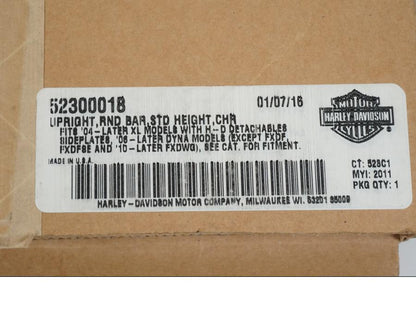 52300018 01/07/16
UPRIGHT,RND BAR,STD HEIGHT,CHR
FITS '04-LATER XL MODELS WITH H-D DETACHABLES
SIDEPLATES, '06-LATER DYNA MODELS (EXCEPT FXDF,
FXDFSE AND '10-LATER FXDWG), SEE CAT. FOR FITMENT.
MADE IN U.S.A.
MOTOR
HARLEY-DAVIDSON
CYCLES
CT: 528C1
MYI: 2011
PKG QTY: 1
HARLEY-DAVIDSON MOTOR COMPANY, MILWAUKEE WI. 53201 95009